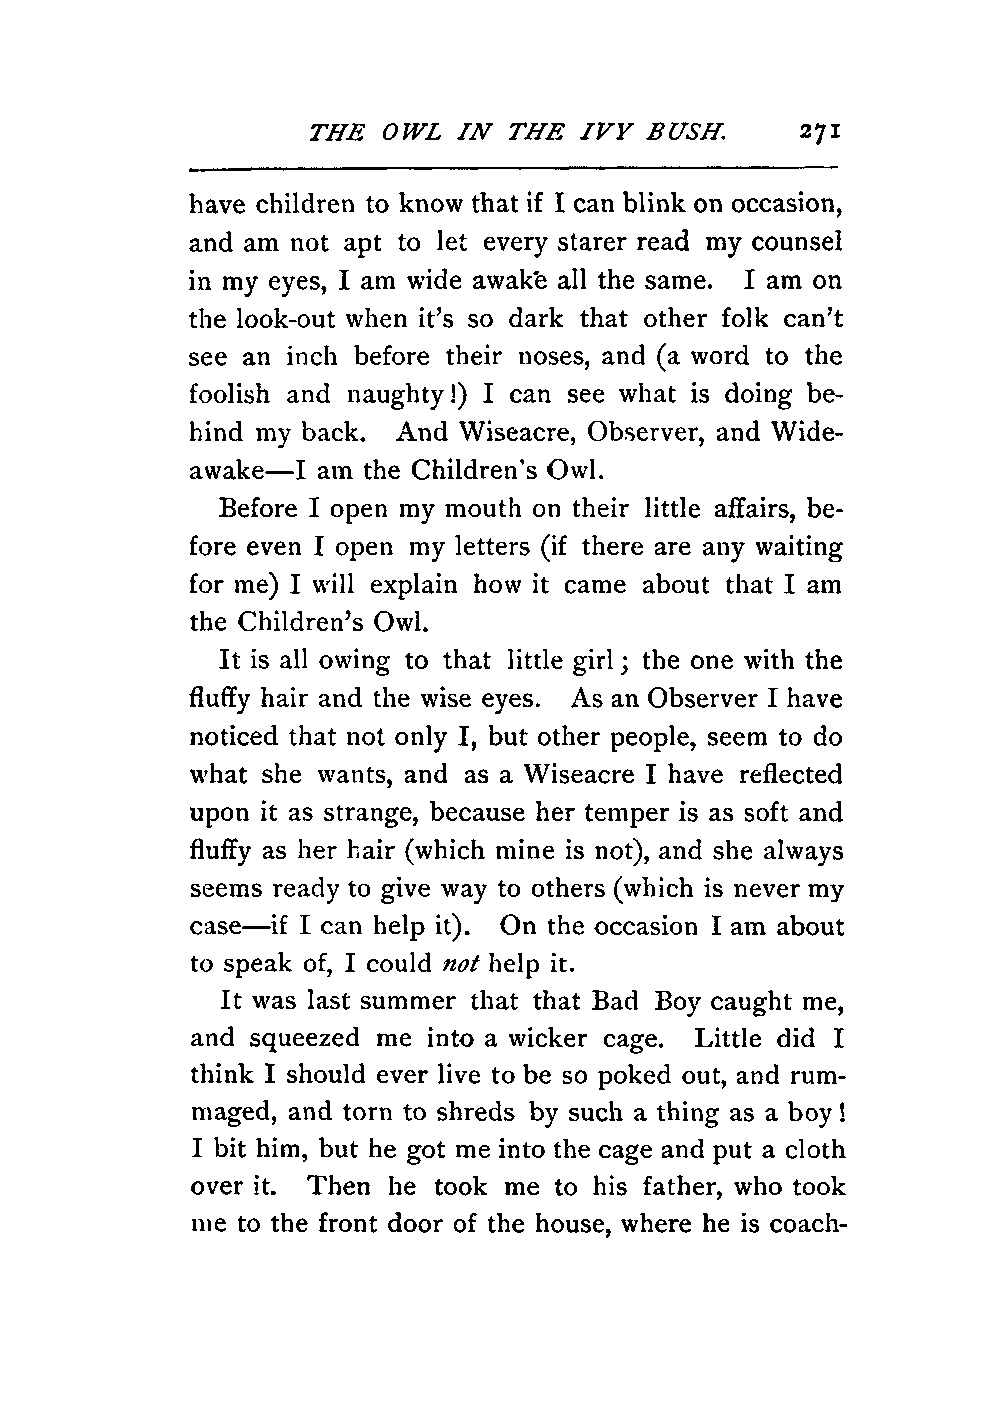 THE OWL IN THE IVY BUSH. 271
have children to know that if I can blink on occasion,
and am not apt to let every starer read my counsel
in my eyes, I am wide awake all the same. I am on
the look-out when it's so dark that other folk can't
see an inch before their noses, and (a word to the
foolish and naughty!) I can see what is doing be-
hind my back. And Wiseacre, Observer, and Wide-
awake—I am the Children's Owl.
Before I open my mouth on their little affairs, be-
fore even I open my letters (if there are any waiting
for me) I will explain how it came about that I am
the Children's Owl.
It is all owing to that little girl; the one with the
fluffy hair and the wise eyes. As an Observer I have
noticed that not only I, but other people, seem to do
what she wants, and as a Wiseacre I have reflected
upon it as strange, because her temper is as soft and
fluffy as her hair (which mine is not), and she always
seems ready to give way to others (which is never my
case—if I can help it). On the occasion I am about
to speak of, I could not help it.
It was last summer that that Bad Boy caught me,
and squeezed me into a wicker cage. Little did I
think I should ever live to be so poked out, and rum-
maged, and torn to shreds by such a thing as a boy!
I bit him, but he got me into the cage and put a cloth
over it. Then he took me to his father, who took
me to the front door of the house, where he is coach-